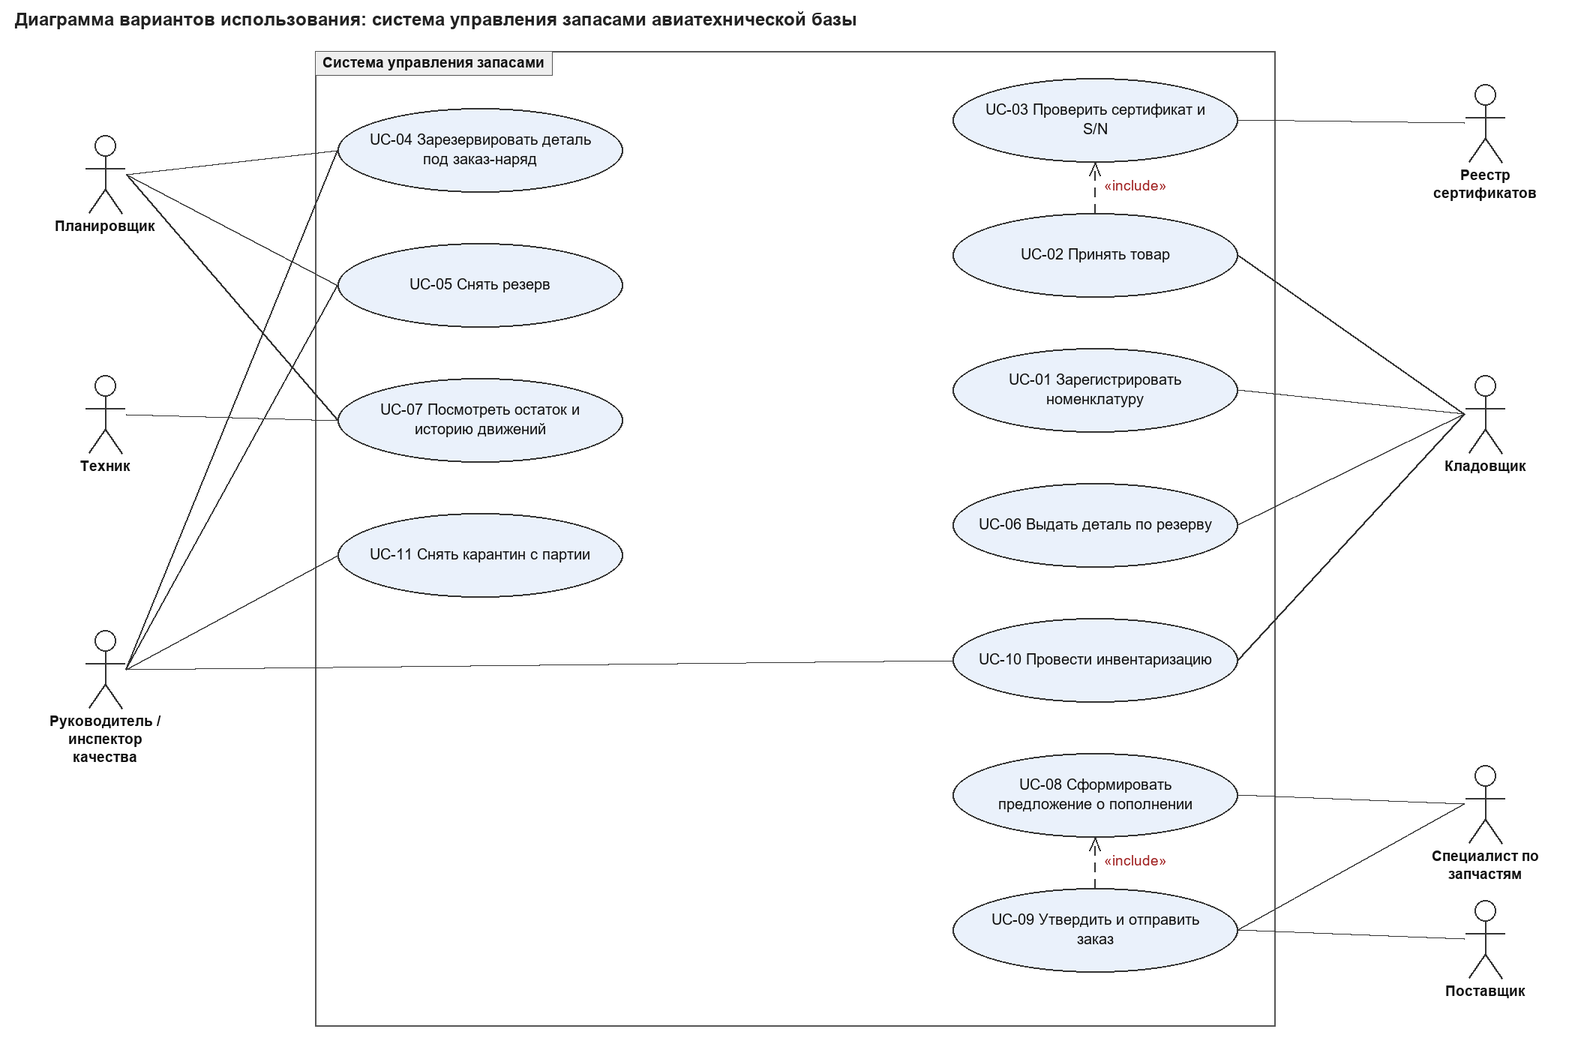 Диаграмма вариантов использования: система управления запасами авиатехнической базы
Система управления запасами
UC-04 Зарезервировать деталь
под заказ-наряд
UC-05 Снять резерв
UC-07 Посмотреть остаток и
историю движений
UC-11 Снять карантин с партии
UC-03 Проверить сертификат и
S/N
«include»
UC-02 Принять товар
UC-01 Зарегистрировать
номенклатуру
UC-06 Выдать деталь по резерву
UC-10 Провести инвентаризацию
UC-08 Сформировать
предложение о пополнении
«include»
UC-09 Утвердить и отправить
заказ
Планировщик
Техник
Руководитель /
инспектор
качества
Реестр
сертификатов
Кладовщик
Специалист по
запчастям
Поставщик